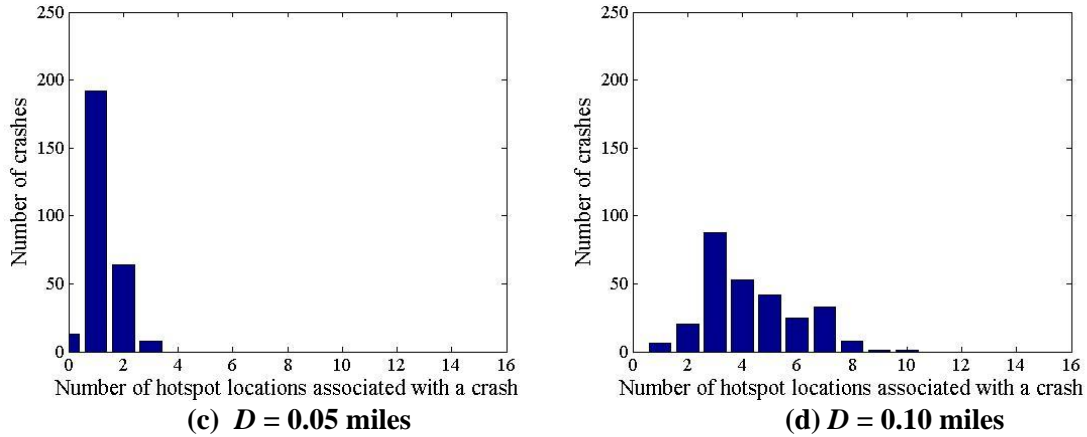 250
200
150
100
50
0
Number of crashes
0 2 4 6 8 10 12 14 16
Number of hotspot locations associated with a crash
(c) D = 0.05 miles
250
200
150
100
50
0
Number of crashes
0 2 4 6 8 10 12 14 16
Number of hotspot locations associated with a crash
(d) D = 0.10 miles